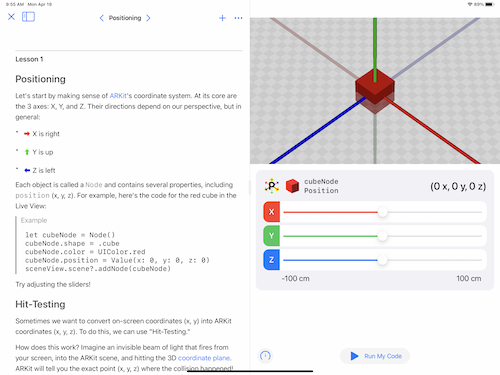 8:55 AM Mon Apr 19
88%
Positioning
Lesson 1
Positioning
Let's start by making sense of ARKit's coordinate system. At its core are
the 3 axes: X, Y, and Z. Their directions depend on our perspective, but in
general:
X is right
Y is up
Z is left
Each object is called a Node and contains several properties, including
position (x, y, z). For example, here's the code for the red cube in the
Live View:
Example
let cubeNode = Node()
cubeNode.shape = .cube
cubeNode.color = UIColor.red
cubeNode.position = Value(x: 0, y: 0, z: 0)
sceneView.scene?.addNode(cubeNode)
Try adjusting the sliders!
Hit-Testing
Sometimes we want to convert on-screen coordinates (x, y) into ARKit
coordinates (x, y, z). To do this, we can use "Hit-Testing."
How does this work? Imagine an invisible beam of light that fires from
your screen, into the ARKit scene, and hitting the 3D coordinate plane.
ARKit will tell you the exact point (x, y, z) where the collision happened!
P
cubeNode
Position
(0 x, 0 y, 0 z)
X
Y
Z
-100 cm
100 cm
Run My Code